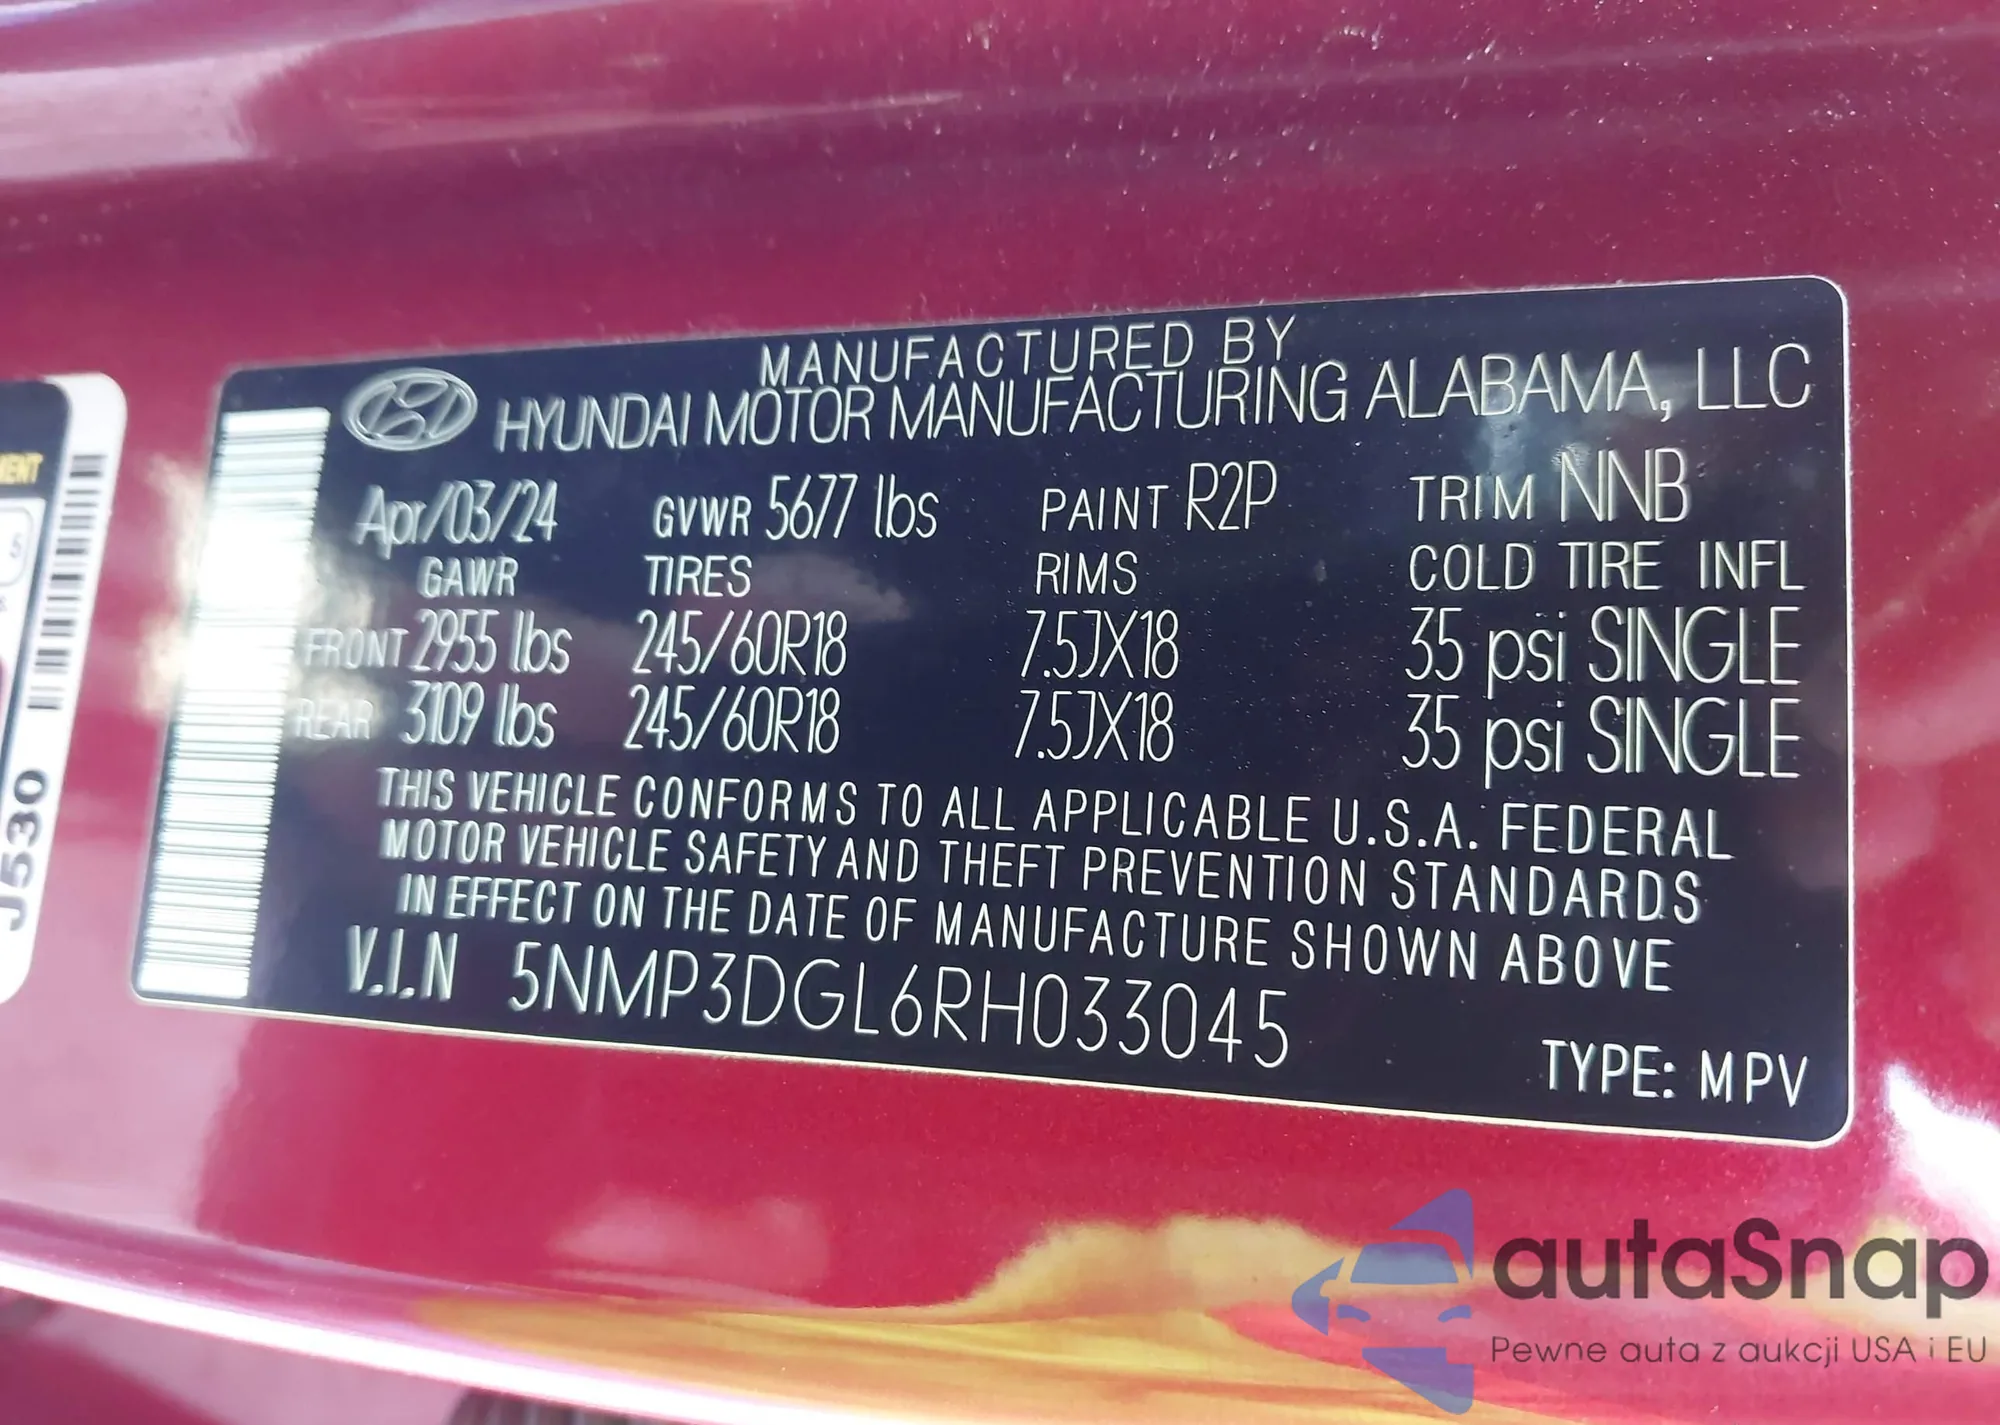 MANUFACTURED BY
HYUNDAI MOTOR MANUFACTURING ALABAMA, LLC
Apr/03/24 GVWR 5677 lbs PAINT R2P TRIM NNB
GAWR TIRES RIMS COLD TIRE INFL
FRONT 2955 lbs 245/60R18 7.5JX18 35 psi SINGLE
REAR 3109 lbs 245/60R18 7.5JX18 35 psi SINGLE
THIS VEHICLE CONFORMS TO ALL APPLICABLE U.S.A. FEDERAL
MOTOR VEHICLE SAFETY AND THEFT PREVENTION STANDARDS
IN EFFECT ON THE DATE OF MANUFACTURE SHOWN ABOVE
V.I.N 5NMP3DGL6RH033045
TYPE: MPV
J530
autaSnap
Pewne auta z aukcji USA i EU